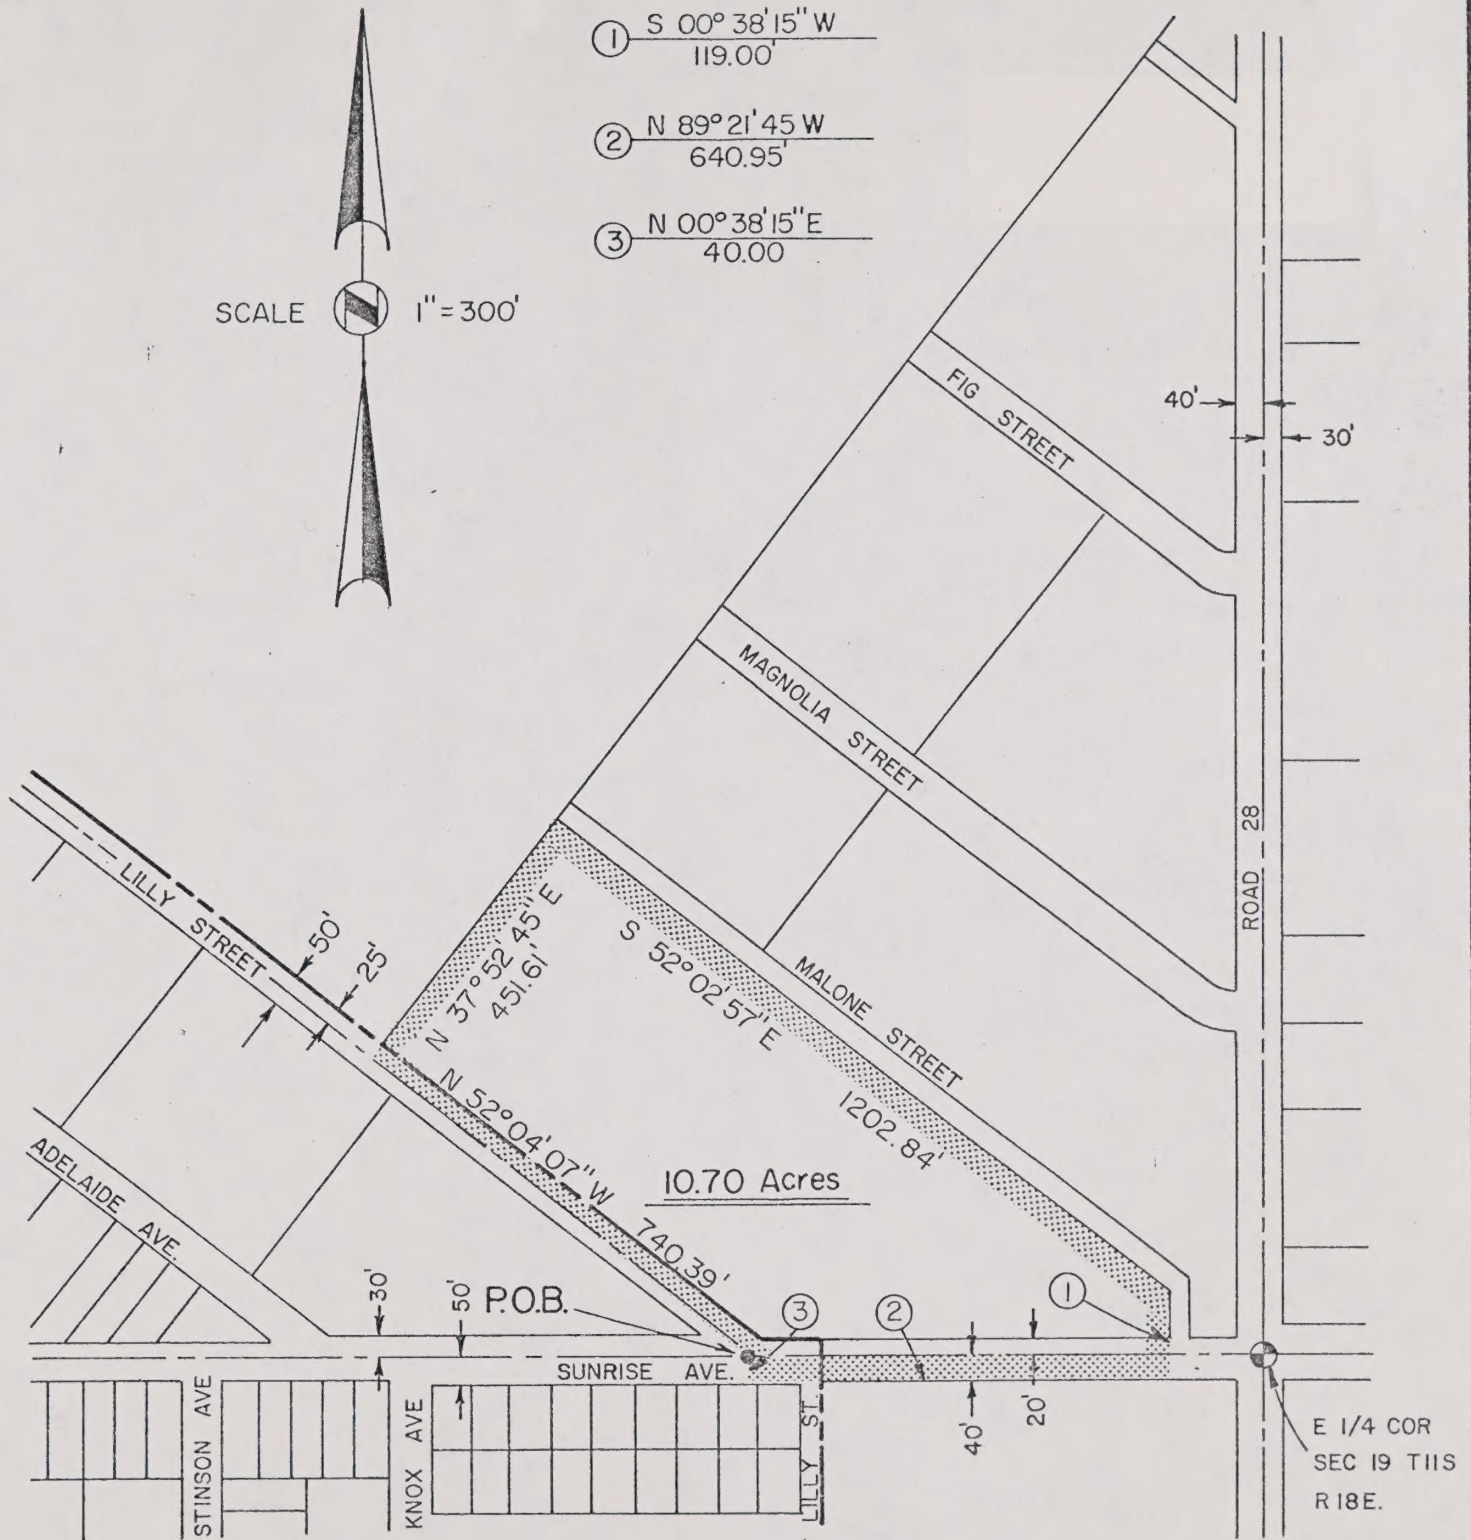 ① S 00° 38' 15" W
119.00'
② N 89° 21' 45 W
640.95'
③ N 00° 38' 15" E
40.00
SCALE 1" = 300'
FIG STREET
40'
30'
MAGNOLIA STREET
ROAD 28
LILLY STREET
50'
25'
N 37° 52' 45" E
451.61'
S 52° 02' 57" E
1202.84'
MALONE STREET
N 52° 04' 07" W
740.39'
10.70 Acres
ADELAIDE AVE.
30'
50'
P.O.B.
③
②
①
SUNRISE AVE.
40'
20'
STINSON AVE
KNOX AVE
LILLY ST.
E 1/4 COR
SEC 19 T11S
R 18 E.